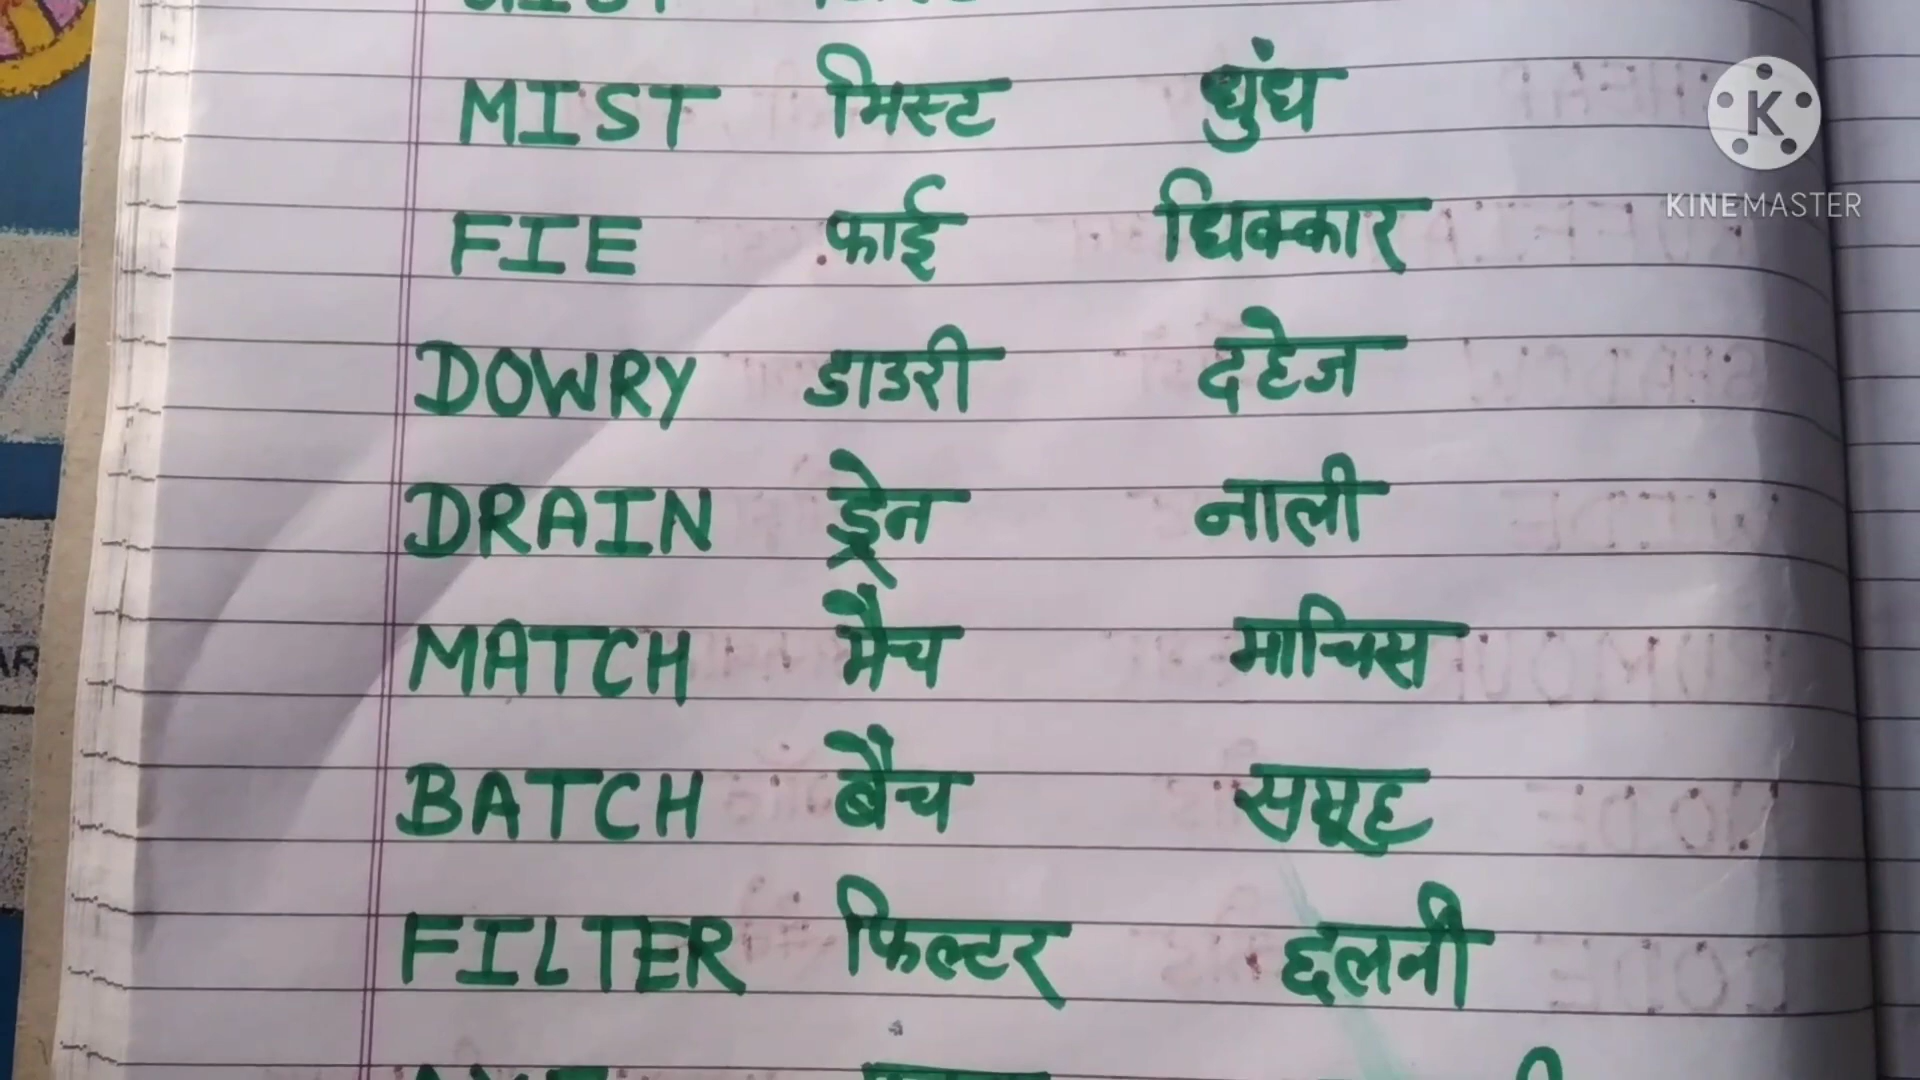 MIST मिस्ट धुंध
K
KINEMASTER
FIE फाई धिक्कार
DOWRY डाउरी दहेज
DRAIN ड्रेन नाली
MATCH मैच माचिस
BATCH बैच समूह
FILTER फिल्टर छलनी